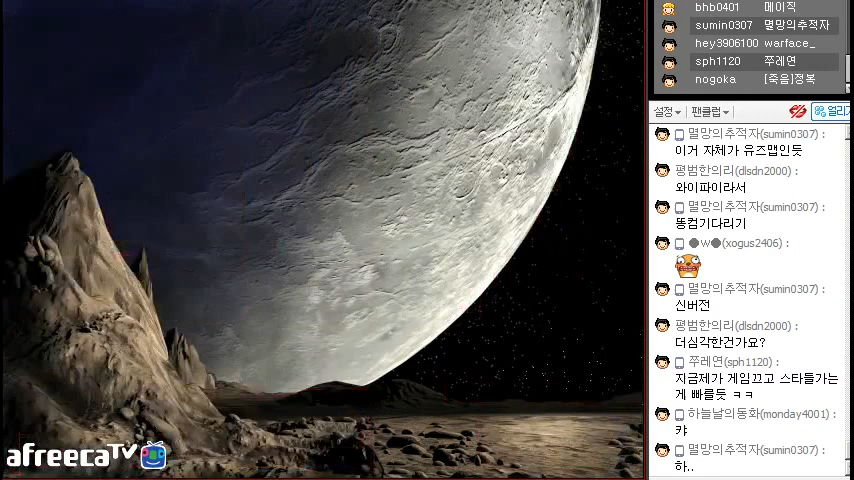 bhb0401 메이직
sumin0307 멸망의추적자
hey3906100 warface_
sph1120 쭈레연
nogoka [죽음]정복
설정 팬클럽 얼리기
멸망의추적자(sumin0307) :
이거 자체가 유즈맵인듯
평범한의리(dlsdn2000) :
와이파이라서
멸망의추적자(sumin0307) :
똥컴기다리기
●w●(xogus2406) :
멸망의추적자(sumin0307) :
신버전
평범한의리(dlsdn2000) :
더심각한건가요?
쭈레연(sph1120) :
지금제가 게임끄고 스타들가는
게 빠를듯 ㅋㅋ
하늘날의동화(monday4001) :
캬
멸망의추적자(sumin0307) :
하..
afreecaTV